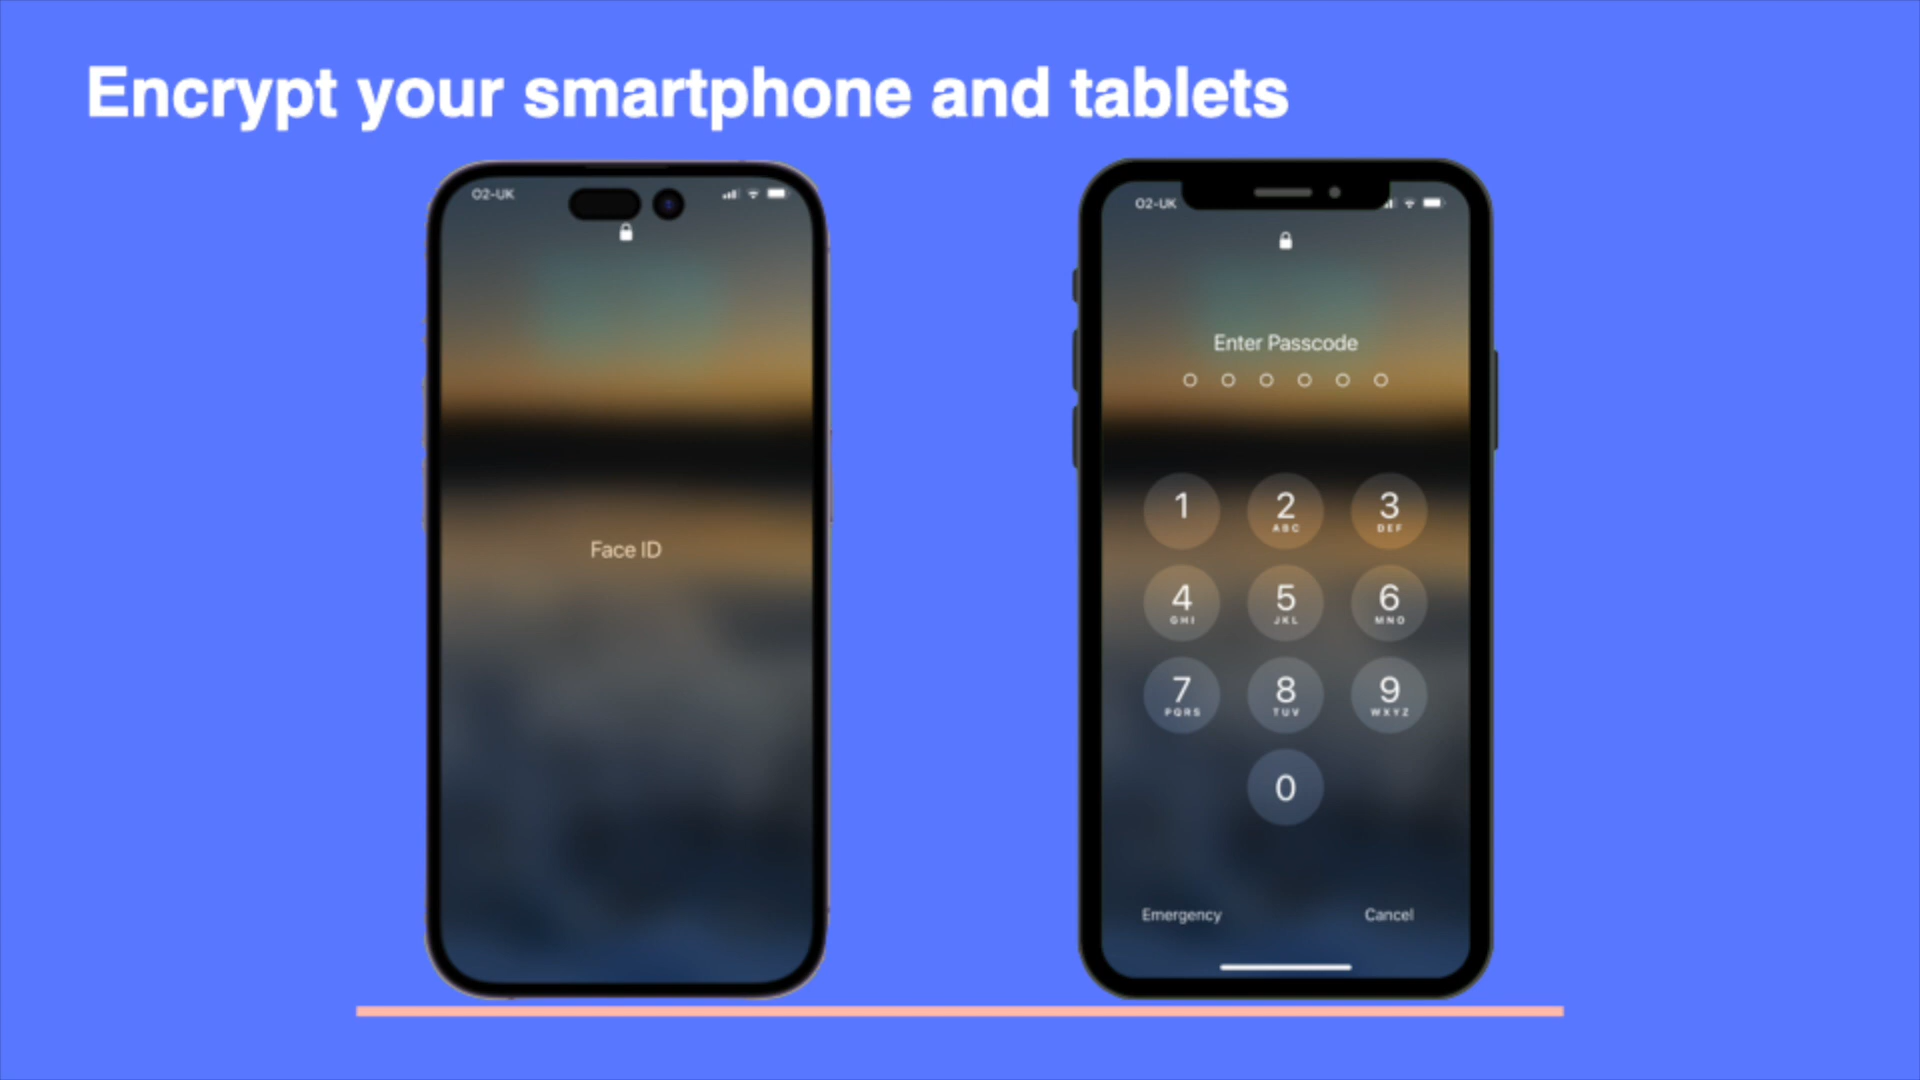 Encrypt your smartphone and tablets
O2-UK
Face ID
O2-UK
Enter Passcode
1
2
ABC
3
DEF
4
GHI
5
JKL
6
MNO
7
PQRS
8
TUV
9
WXYZ
0
Emergency
Cancel